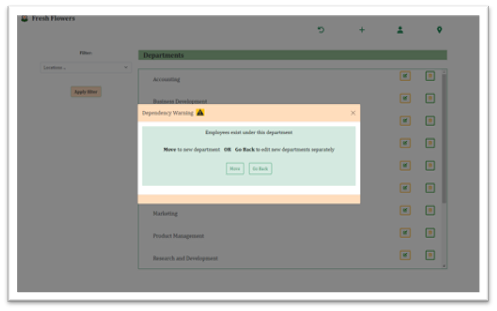 Fresh Flowers
Filter:
Departments
Apply filter
Accounting
Business Development
Dependency Warning
Employees exist under this department
Move to new department OR Go Back to edit new departments separately
Move Go Back
Marketing
Product Management
Research and Development